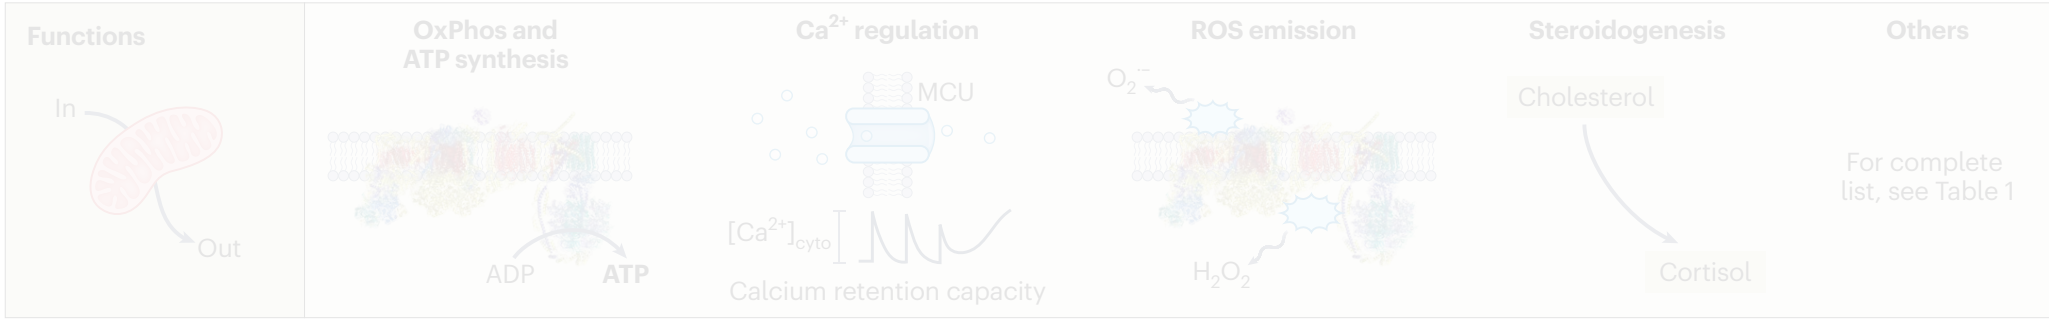 Functions
In
Out
OxPhos and
ATP synthesis
ADP
ATP
Ca²⁺ regulation
MCU
[Ca²⁺]cyto
Calcium retention capacity
ROS emission
O₂˙⁻
H₂O₂
Steroidogenesis
Cholesterol
Cortisol
Others
For complete
list, see Table 1